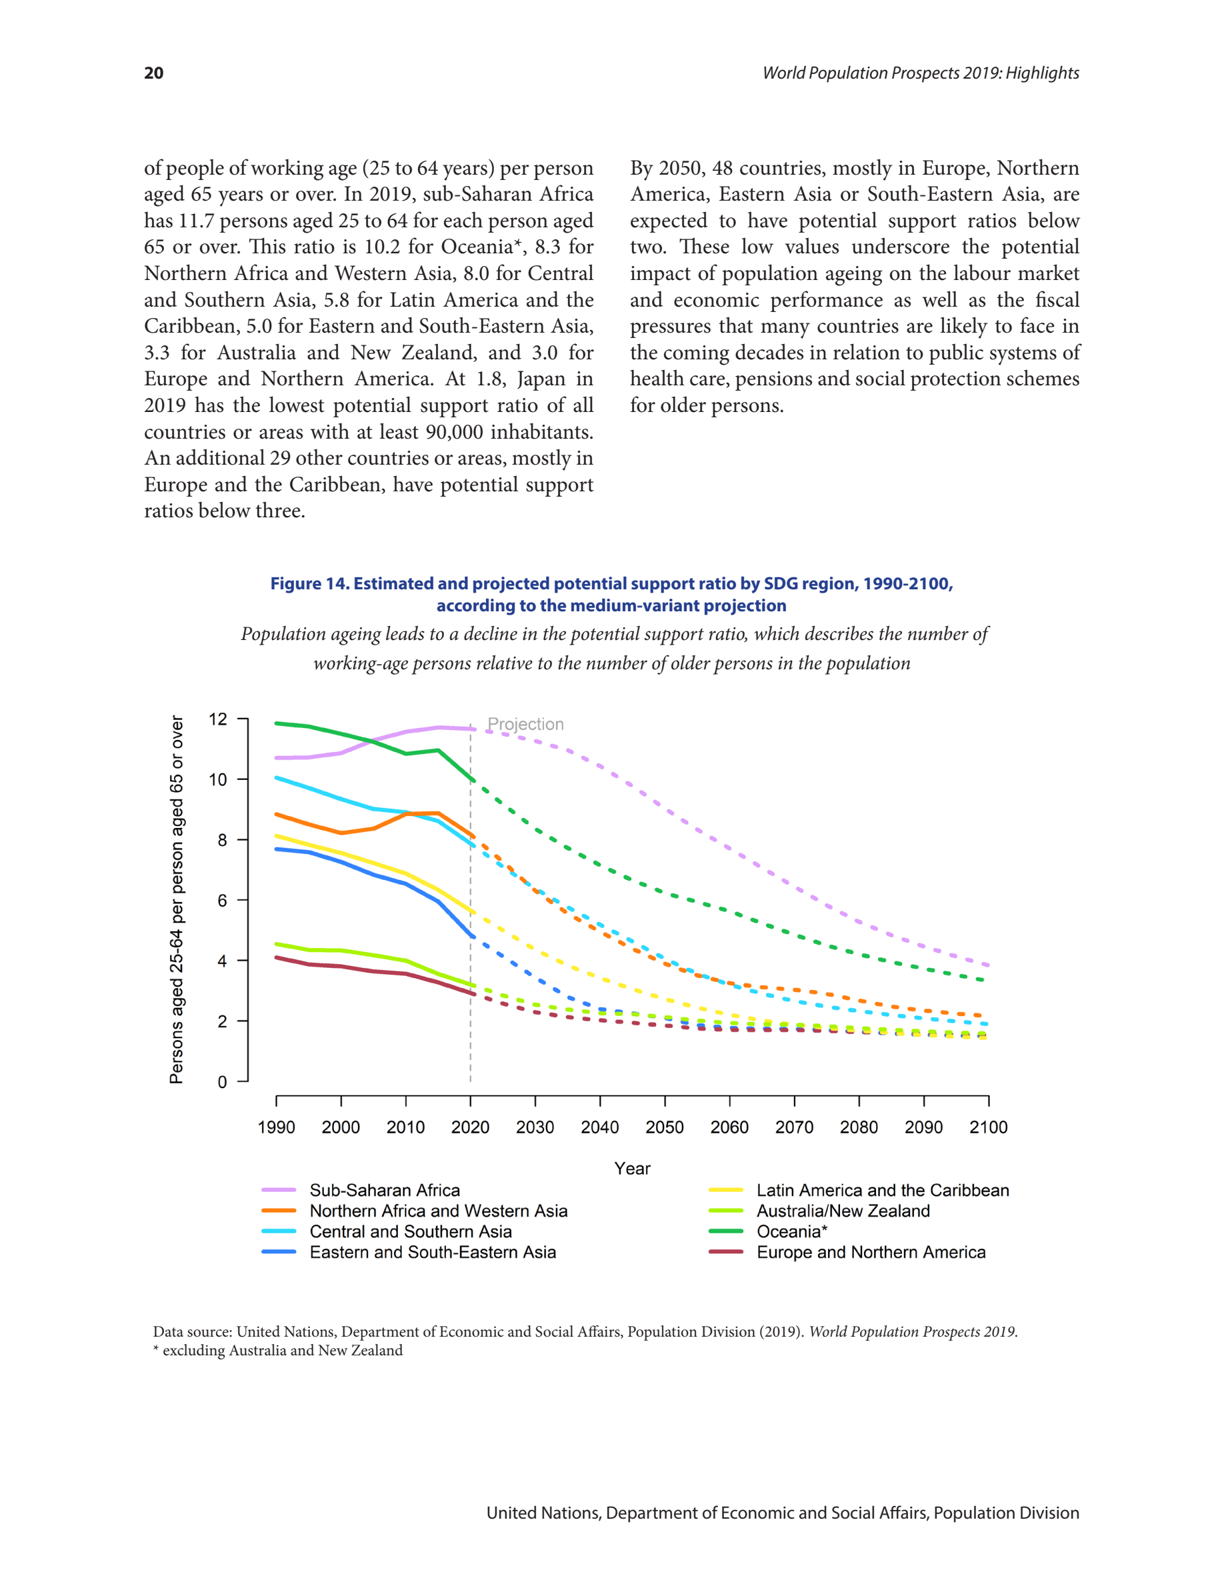 20
World Population Prospects 2019: Highlights
of people of working age (25 to 64 years) per person
aged 65 years or over. In 2019, sub-Saharan Africa
has 11.7 persons aged 25 to 64 for each person aged
65 or over. This ratio is 10.2 for Oceania*, 8.3 for
Northern Africa and Western Asia, 8.0 for Central
and Southern Asia, 5.8 for Latin America and the
Caribbean, 5.0 for Eastern and South-Eastern Asia,
3.3 for Australia and New Zealand, and 3.0 for
Europe and Northern America. At 1.8, Japan in
2019 has the lowest potential support ratio of all
countries or areas with at least 90,000 inhabitants.
An additional 29 other countries or areas, mostly in
Europe and the Caribbean, have potential support
ratios below three.
By 2050, 48 countries, mostly in Europe, Northern
America, Eastern Asia or South-Eastern Asia, are
expected to have potential support ratios below
two. These low values underscore the potential
impact of population ageing on the labour market
and economic performance as well as the fiscal
pressures that many countries are likely to face in
the coming decades in relation to public systems of
health care, pensions and social protection schemes
for older persons.
Figure 14. Estimated and projected potential support ratio by SDG region, 1990-2100,
according to the medium-variant projection
Population ageing leads to a decline in the potential support ratio, which describes the number of
working-age persons relative to the number of older persons in the population
Persons aged 25-64 per person aged 65 or over
12
10
8
6
4
2
0
Projection
1990 2000 2010 2020 2030 2040 2050 2060 2070 2080 2090 2100
Year
Sub-Saharan Africa
Northern Africa and Western Asia
Central and Southern Asia
Eastern and South-Eastern Asia
Latin America and the Caribbean
Australia/New Zealand
Oceania*
Europe and Northern America
Data source: United Nations, Department of Economic and Social Affairs, Population Division (2019). World Population Prospects 2019.
* excluding Australia and New Zealand
United Nations, Department of Economic and Social Affairs, Population Division